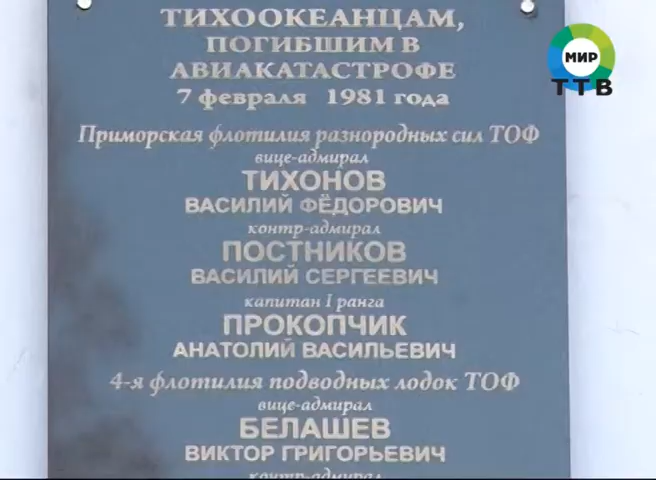 ТИХООКЕАНЦАМ,
ПОГИБШИМ В
АВИАКАТАСТРОФЕ
7 февраля 1981 года
Приморская флотилия разнородных сил ТОФ
вице-адмирал
ТИХОНОВ
ВАСИЛИЙ ФЁДОРОВИЧ
контр-адмирал
ПОСТНИКОВ
ВАСИЛИЙ СЕРГЕЕВИЧ
капитан I ранга
ПРОКОПЧИК
АНАТОЛИЙ ВАСИЛЬЕВИЧ
4-я флотилия подводных лодок ТОФ
вице-адмирал
БЕЛАШЕВ
ВИКТОР ГРИГОРЬЕВИЧ
контр-адмирал
МИР
ТТВ